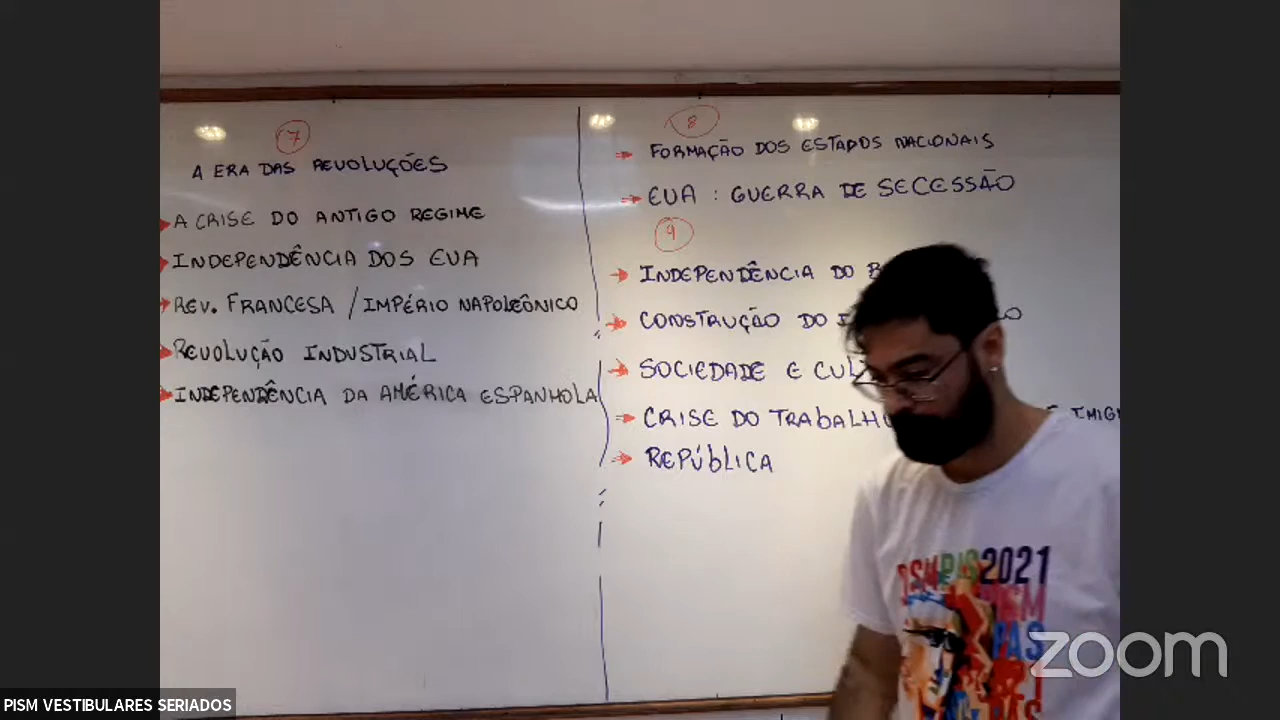 7
A ERA DAS REVOLUÇÕES
A CRISE DO ANTIGO REGIME
INDEPENDÊNCIA DOS EUA
REV. FRANCESA / IMPÉRIO NAPOLEÔNICO
REVOLUÇÃO INDUSTRIAL
INDEPENDÊNCIA DA AMÉRICA ESPANHOLA
8
FORMAÇÃO DOS ESTADOS NACIONAIS
EUA : GUERRA DE SECESSÃO
9
INDEPENDÊNCIA DO
CONSTRUÇÃO DO
SOCIEDADE E
CRISE DO
REPÚBLICA
2021
PAS
zoom
PISM VESTIBULARES SERIADOS